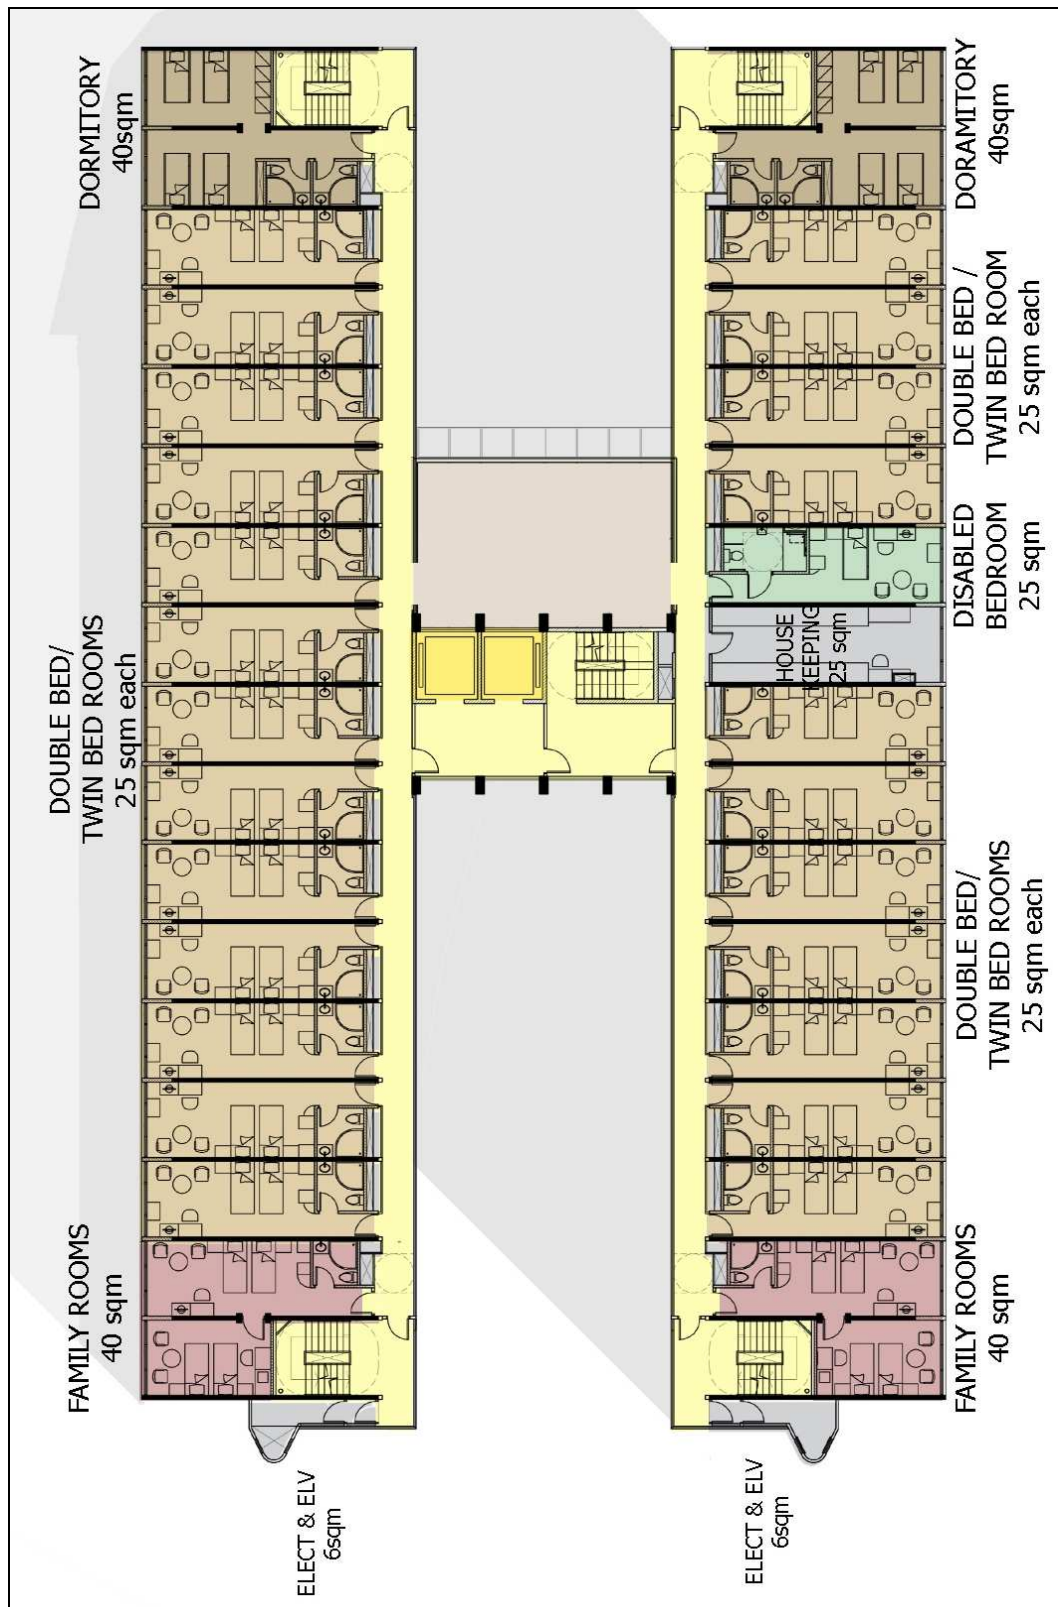 DORMITORY
40sqm
DOUBLE BED/
TWIN BED ROOMS
25 sqm each
FAMILY ROOMS
40 sqm
ELECT & ELV
6sqm
DORAMITORY
40sqm
DOUBLE BED /
TWIN BED ROOM
25 sqm each
DISABLED
BEDROOM
25 sqm
HOUSE
KEEPING
25 sqm
DOUBLE BED/
TWIN BED ROOMS
25 sqm each
FAMILY ROOMS
40 sqm
ELECT & ELV
6sqm